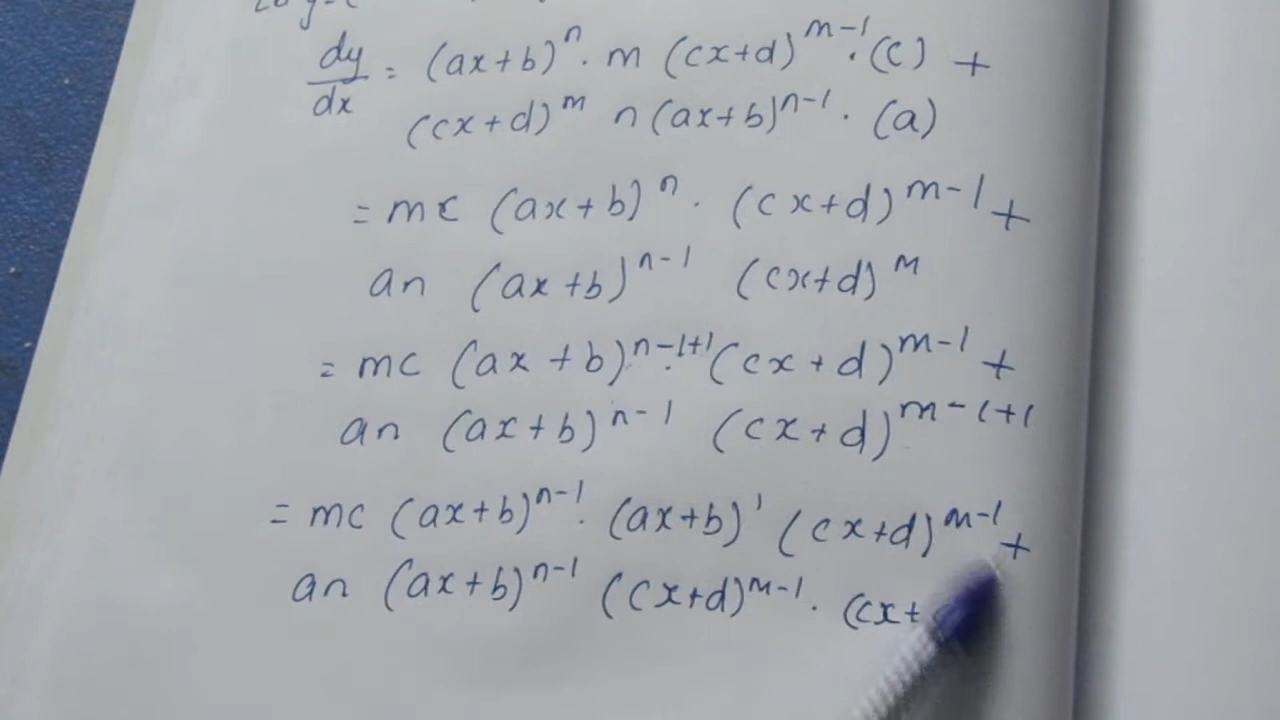 dy/dx = (ax+b)^n . m (cx+d)^{m-1} . (c) +
(cx+d)^m n (ax+b)^{n-1} . (a)
= mc (ax+b)^n . (cx+d)^{m-1} +
an (ax+b)^{n-1} (cx+d)^m
= mc (ax+b)^{n-1+1} (cx+d)^{m-1} +
an (ax+b)^{n-1} (cx+d)^{m-1+1}
= mc (ax+b)^{n-1} . (ax+b)^1 (cx+d)^{m-1} +
an (ax+b)^{n-1} (cx+d)^{m-1} . (cx+